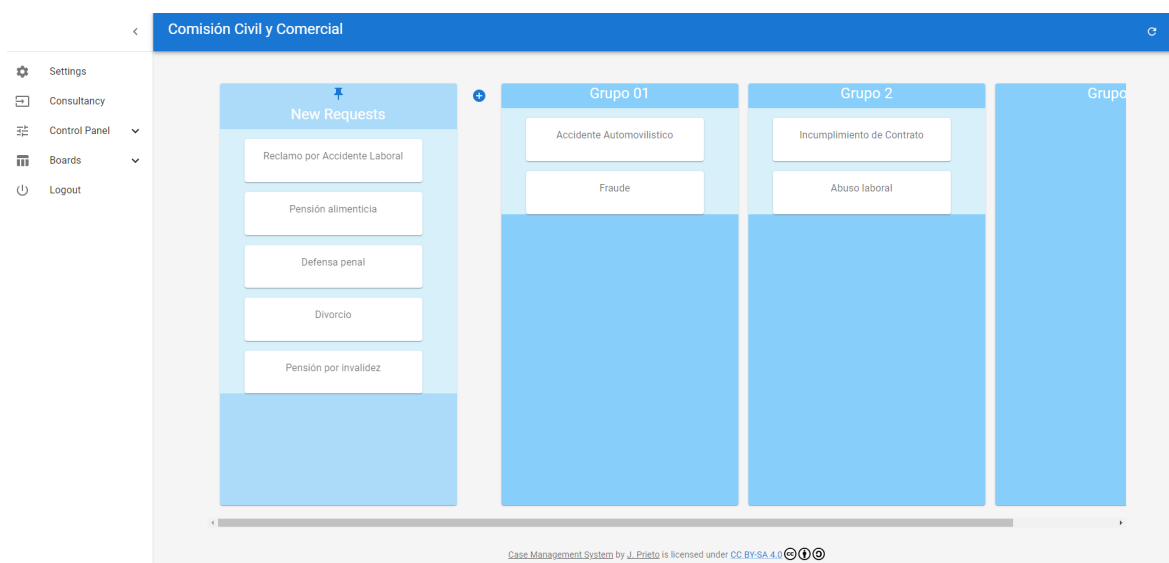 Comisión Civil y Comercial
Settings
Consultancy
Control Panel
Boards
Logout
New Requests
Reclamo por Accidente Laboral
Pensión alimenticia
Defensa penal
Divorcio
Pensión por invalidez
Grupo 01
Accidente Automovilistico
Fraude
Grupo 2
Incumplimiento de Contrato
Abuso laboral
Grupo
Case Management System by J. Prieto is licensed under CC BY-SA 4.0